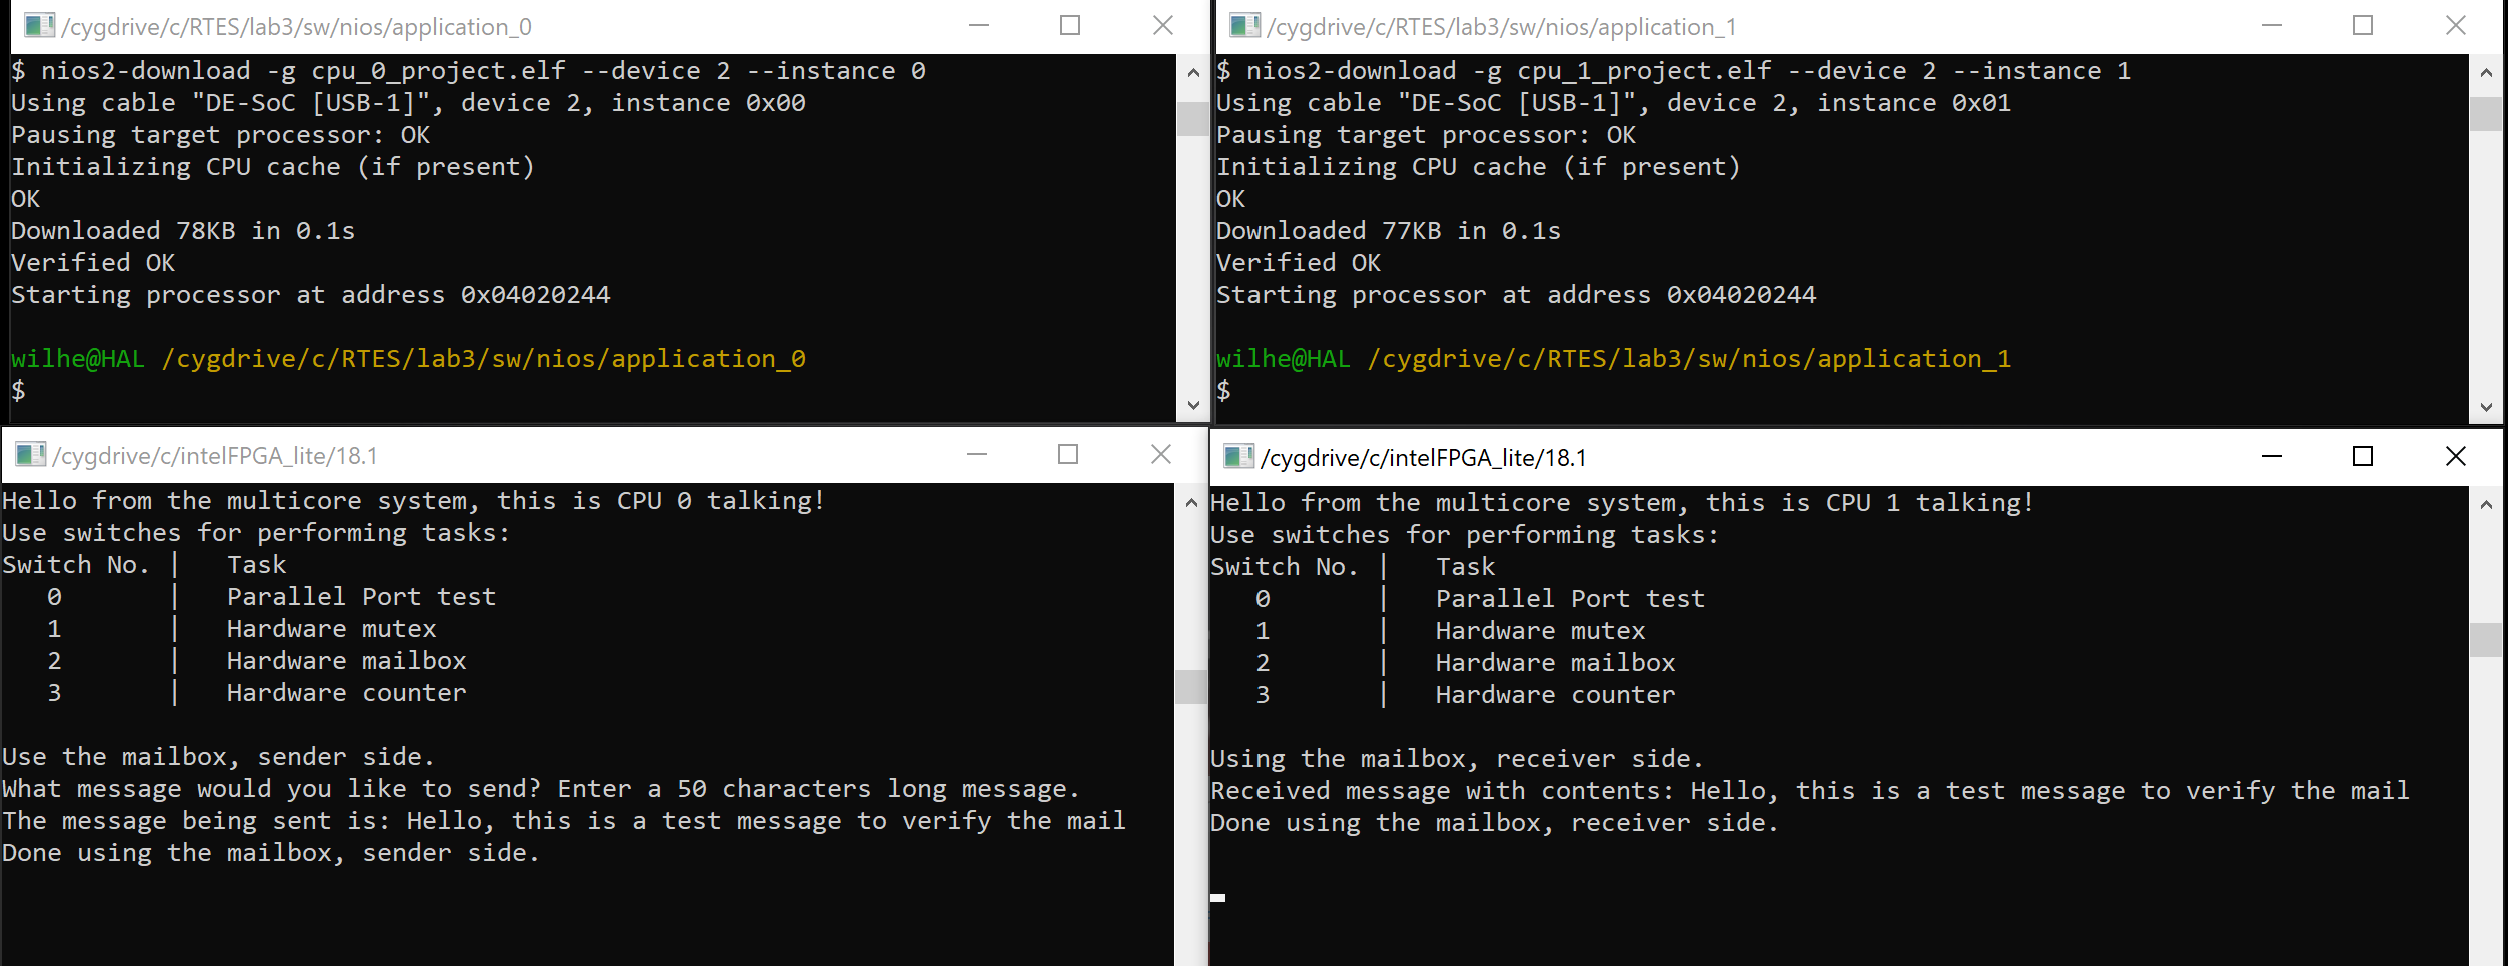 /cygdrive/c/RTES/lab3/sw/nios/application_0
$ nios2-download -g cpu_0_project.elf --device 2 --instance 0
Using cable "DE-SoC [USB-1]", device 2, instance 0x00
Pausing target processor: OK
Initializing CPU cache (if present)
OK
Downloaded 78KB in 0.1s
Verified OK
Starting processor at address 0x04020244
wilhe@HAL /cygdrive/c/RTES/lab3/sw/nios/application_0
$
/cygdrive/c/RTES/lab3/sw/nios/application_1
$ nios2-download -g cpu_1_project.elf --device 2 --instance 1
Using cable "DE-SoC [USB-1]", device 2, instance 0x01
Pausing target processor: OK
Initializing CPU cache (if present)
OK
Downloaded 77KB in 0.1s
Verified OK
Starting processor at address 0x04020244
wilhe@HAL /cygdrive/c/RTES/lab3/sw/nios/application_1
$
/cygdrive/c/intelFPGA_lite/18.1
Hello from the multicore system, this is CPU 0 talking!
Use switches for performing tasks:
Switch No. |   Task
   0       |   Parallel Port test
   1       |   Hardware mutex
   2       |   Hardware mailbox
   3       |   Hardware counter
Use the mailbox, sender side.
What message would you like to send? Enter a 50 characters long message.
The message being sent is: Hello, this is a test message to verify the mail
Done using the mailbox, sender side.
/cygdrive/c/intelFPGA_lite/18.1
Hello from the multicore system, this is CPU 1 talking!
Use switches for performing tasks:
Switch No. |   Task
   0       |   Parallel Port test
   1       |   Hardware mutex
   2       |   Hardware mailbox
   3       |   Hardware counter
Using the mailbox, receiver side.
Received message with contents: Hello, this is a test message to verify the mail
Done using the mailbox, receiver side.